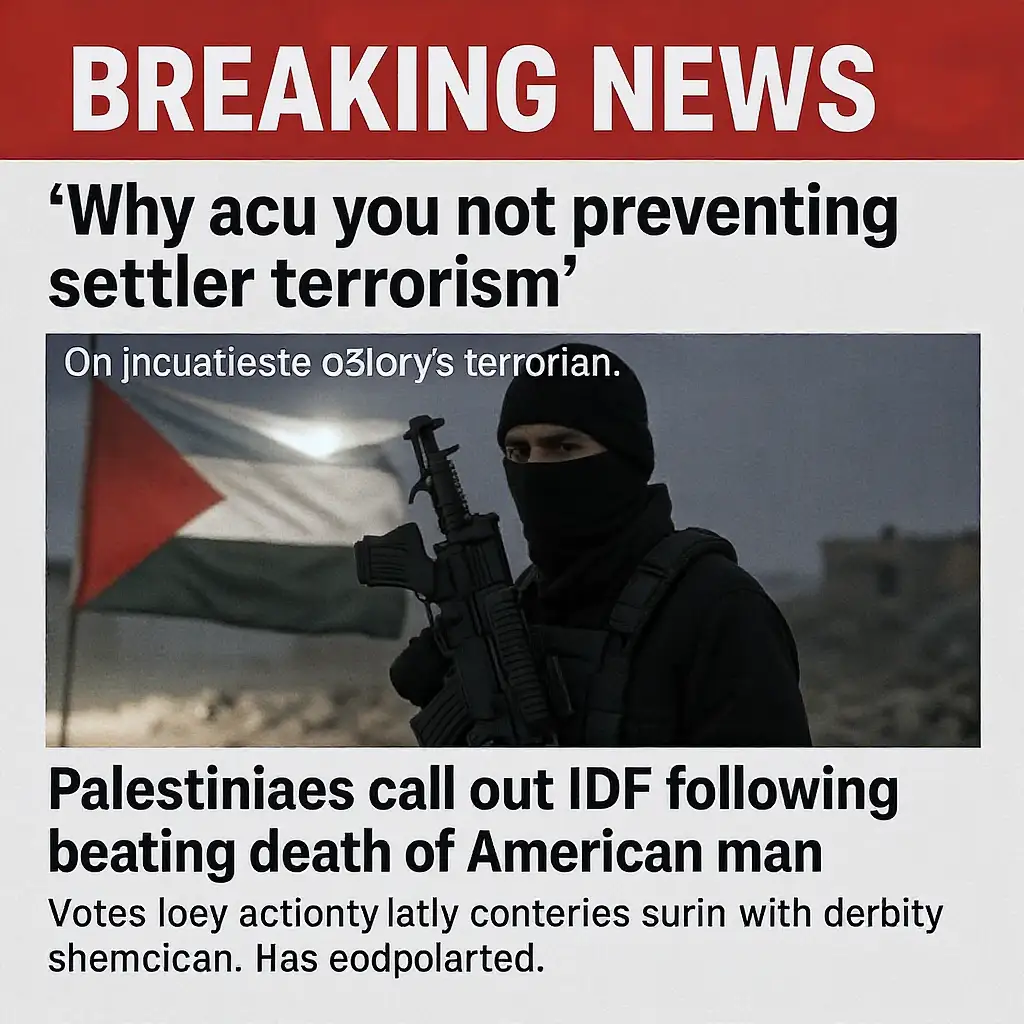 BREAKING NEWS
‘Why acu you not preventing
settler terrorism’
On jncuatieste o3lory's terrorian.
Palestiniaes call out IDF following
beating death of American man
Votes loey actionty latly conteries surin with derbity
shemcican. Has eodpolarted.